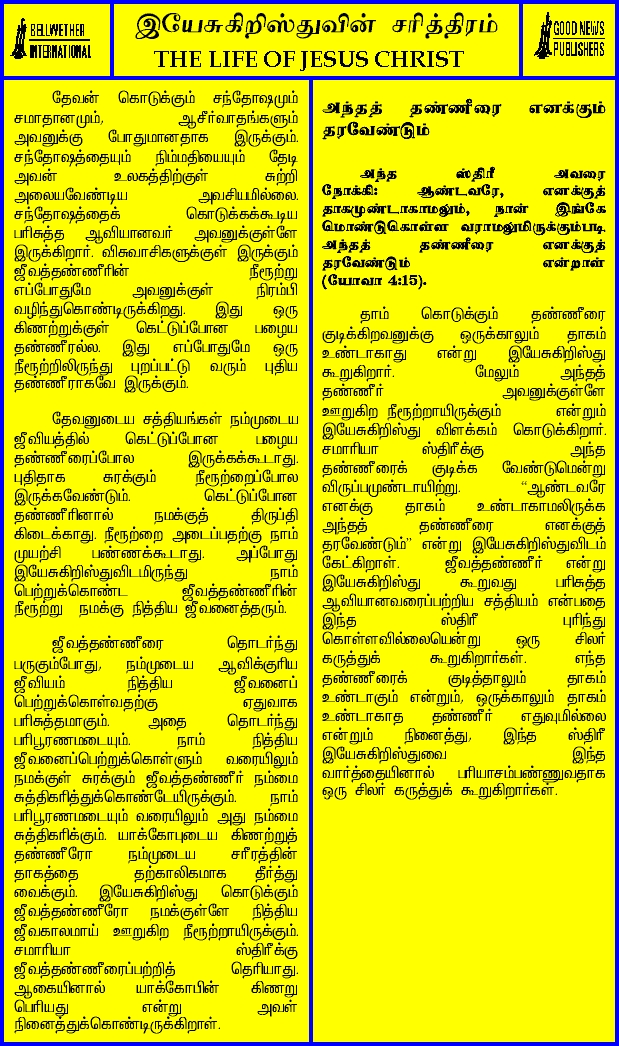 BELLWETHER
INTERNATIONAL
இயேசுகிறிஸ்துவின் சரித்திரம்
THE LIFE OF JESUS CHRIST
GOOD NEWS
PUBLISHERS
தேவன் கொடுக்கும் சந்தோஷமும்
சமாதானமும், ஆசீர்வாதங்களும்
அவனுக்கு போதுமானதாக இருக்கும்.
சந்தோஷத்தையும் நிம்மதியையும் தேடி
அவன் உலகத்திற்குள் சுற்றி
அலையவேண்டிய அவசியமில்லை.
சந்தோஷத்தைக் கொடுக்கக்கூடிய
பரிசுத்த ஆவியானவர் அவனுக்குள்ளே
இருக்கிறார். விசுவாசிகளுக்குள் இருக்கும்
ஜீவத்தண்ணீரின் நீரூற்று
எப்போதுமே அவனுக்குள் நிரம்பி
வழிந்துகொண்டிருக்கிறது. இது ஒரு
கிணற்றுக்குள் கெட்டுப்போன பழைய
தண்ணீரல்ல. இது எப்போதுமே ஒரு
நீரூற்றிலிருந்து புறப்பட்டு வரும் புதிய
தண்ணீராகவே இருக்கும்.
தேவனுடைய சத்தியங்கள் நம்முடைய
ஜீவியத்தில் கெட்டுப்போன பழைய
தண்ணீரைப்போல இருக்கக்கூடாது.
புதிதாக சுரக்கும் நீரூற்றைப்போல
இருக்கவேண்டும். கெட்டுப்போன
தண்ணீரினால் நமக்குத் திருப்தி
கிடைக்காது. நீரூற்றை அடைப்பதற்கு நாம்
முயற்சி பண்ணக்கூடாது. அப்போது
இயேசுகிறிஸ்துவிடமிருந்து நாம்
பெற்றுக்கொண்ட ஜீவத்தண்ணீரின்
நீரூற்று நமக்கு நித்திய ஜீவனைத்தரும்.
ஜீவத்தண்ணீரை தொடர்ந்து
பருகும்போது, நம்முடைய ஆவிக்குரிய
ஜீவியம் நித்திய ஜீவனைப்
பெற்றுக்கொள்வதற்கு ஏதுவாக
பரிசுத்தமாகும். அதை தொடர்ந்து
பரிபூரணமடையும். நாம் நித்திய
ஜீவனைப்பெற்றுக்கொள்ளும் வரையிலும்
நமக்குள் சுரக்கும் ஜீவத்தண்ணீர் நம்மை
சுத்திகரித்துக்கொண்டேயிருக்கும். நாம்
பரிபூரணமடையும் வரையிலும் அது நம்மை
சுத்திகரிக்கும். யாக்கோபுடைய கிணற்றுத்
தண்ணீரோ நம்முடைய சரீரத்தின்
தாகத்தை தற்காலிகமாக தீர்த்து
வைக்கும். இயேசுகிறிஸ்து கொடுக்கும்
ஜீவத்தண்ணீரோ நமக்குள்ளே நித்திய
ஜீவகாலமாய் ஊறுகிற நீரூற்றாயிருக்கும்.
சமாரியா ஸ்திரீக்கு
ஜீவத்தண்ணீரைப்பற்றித் தெரியாது.
ஆகையினால் யாக்கோபின் கிணறு
பெரியது என்று அவள்
நினைத்துக்கொண்டிருக்கிறாள்.
அந்தத் தண்ணீரை எனக்கும்
தரவேண்டும்
அந்த ஸ்திரீ அவரை
நோக்கி: ஆண்டவரே, எனக்குத்
தாகமுண்டாகாமலும், நான் இங்கே
மொண்டுகொள்ள வராமலுமிருக்கும்படி
அந்தத் தண்ணீரை எனக்குத்
தரவேண்டும் என்றாள்
(யோவா 4:15).
தாம் கொடுக்கும் தண்ணீரை
குடிக்கிறவனுக்கு ஒருக்காலும் தாகம்
உண்டாகாது என்று இயேசுகிறிஸ்து
கூறுகிறார். மேலும் அந்தத்
தண்ணீர் அவனுக்குள்ளே
ஊறுகிற நீரூற்றாயிருக்கும் என்றும்
இயேசுகிறிஸ்து விளக்கம் கொடுக்கிறார்.
சமாரியா ஸ்திரீக்கு அந்த
தண்ணீரைக் குடிக்க வேண்டுமென்று
விருப்பமுண்டாயிற்று. “ஆண்டவரே
எனக்கு தாகம் உண்டாகாமலிருக்க
அந்தத் தண்ணீரை எனக்குத்
தரவேண்டும்” என்று இயேசுகிறிஸ்துவிடம்
கேட்கிறாள். ஜீவத்தண்ணீர் என்று
இயேசுகிறிஸ்து கூறுவது பரிசுத்த
ஆவியானவரைப்பற்றிய சத்தியம் என்பதை
இந்த ஸ்திரீ புரிந்து
கொள்ளவில்லையென்று ஒரு சிலர்
கருத்துக் கூறுகிறார்கள். எந்த
தண்ணீரைக் குடித்தாலும் தாகம்
உண்டாகும் என்றும், ஒருக்காலும் தாகம்
உண்டாகாத தண்ணீர் எதுவுமில்லை
என்றும் நினைத்து, இந்த ஸ்திரீ
இயேசுகிறிஸ்துவை இந்த
வார்த்தையினால் பரியாசம்பண்ணுவதாக
ஒரு சிலர் கருத்துக் கூறுகிறார்கள்.